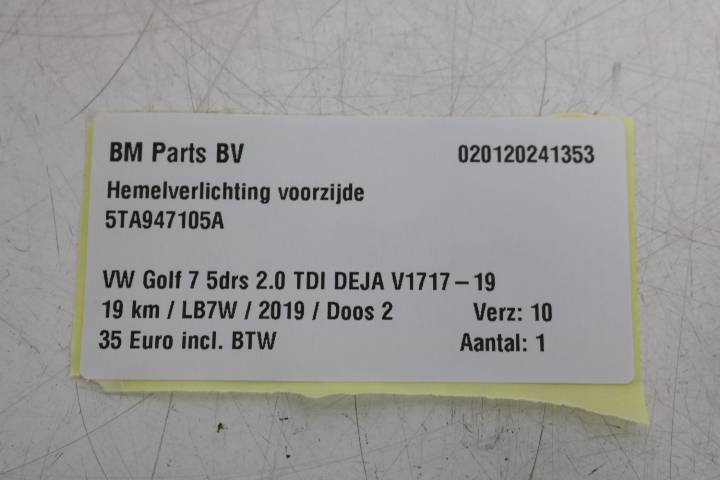 BM Parts BV 020120241353
Hemelverlichting voorzijde
5TA947105A
VW Golf 7 5drs 2.0 TDI DEJA V1717 – 19
19 km / LB7W / 2019 / Doos 2 Verz: 10
35 Euro incl. BTW Aantal: 1